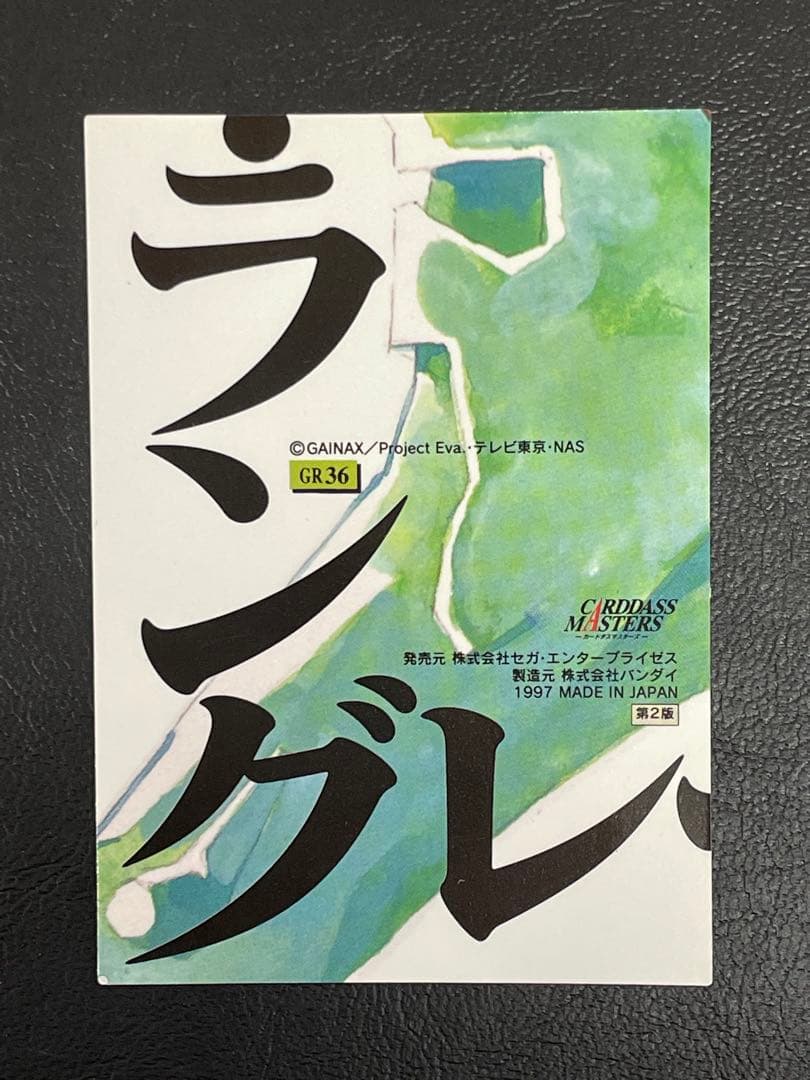 ・ラングレー
©GAINAX／Project Eva.・テレビ東京・NAS
GR36
CARDDASS
MASTERS
ーカードダスマスターズー
発売元 株式会社セガ・エンタープライゼス
製造元 株式会社バンダイ
1997 MADE IN JAPAN
第2版